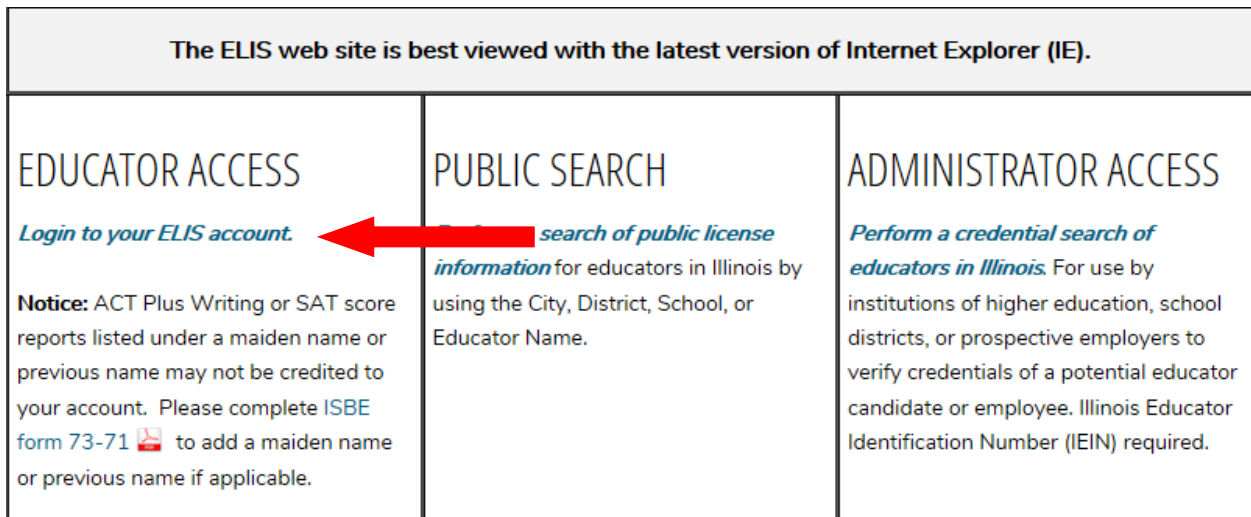 The ELIS web site is best viewed with the latest version of Internet Explorer (IE).
EDUCATOR ACCESS
Login to your ELIS account.
Notice: ACT Plus Writing or SAT score
reports listed under a maiden name or
previous name may not be credited to
your account. Please complete ISBE
form 73-71 to add a maiden name
or previous name if applicable.
PUBLIC SEARCH
search of public license
information for educators in Illinois by
using the City, District, School, or
Educator Name.
ADMINISTRATOR ACCESS
Perform a credential search of
educators in Illinois. For use by
institutions of higher education, school
districts, or prospective employers to
verify credentials of a potential educator
candidate or employee. Illinois Educator
Identification Number (IEIN) required.